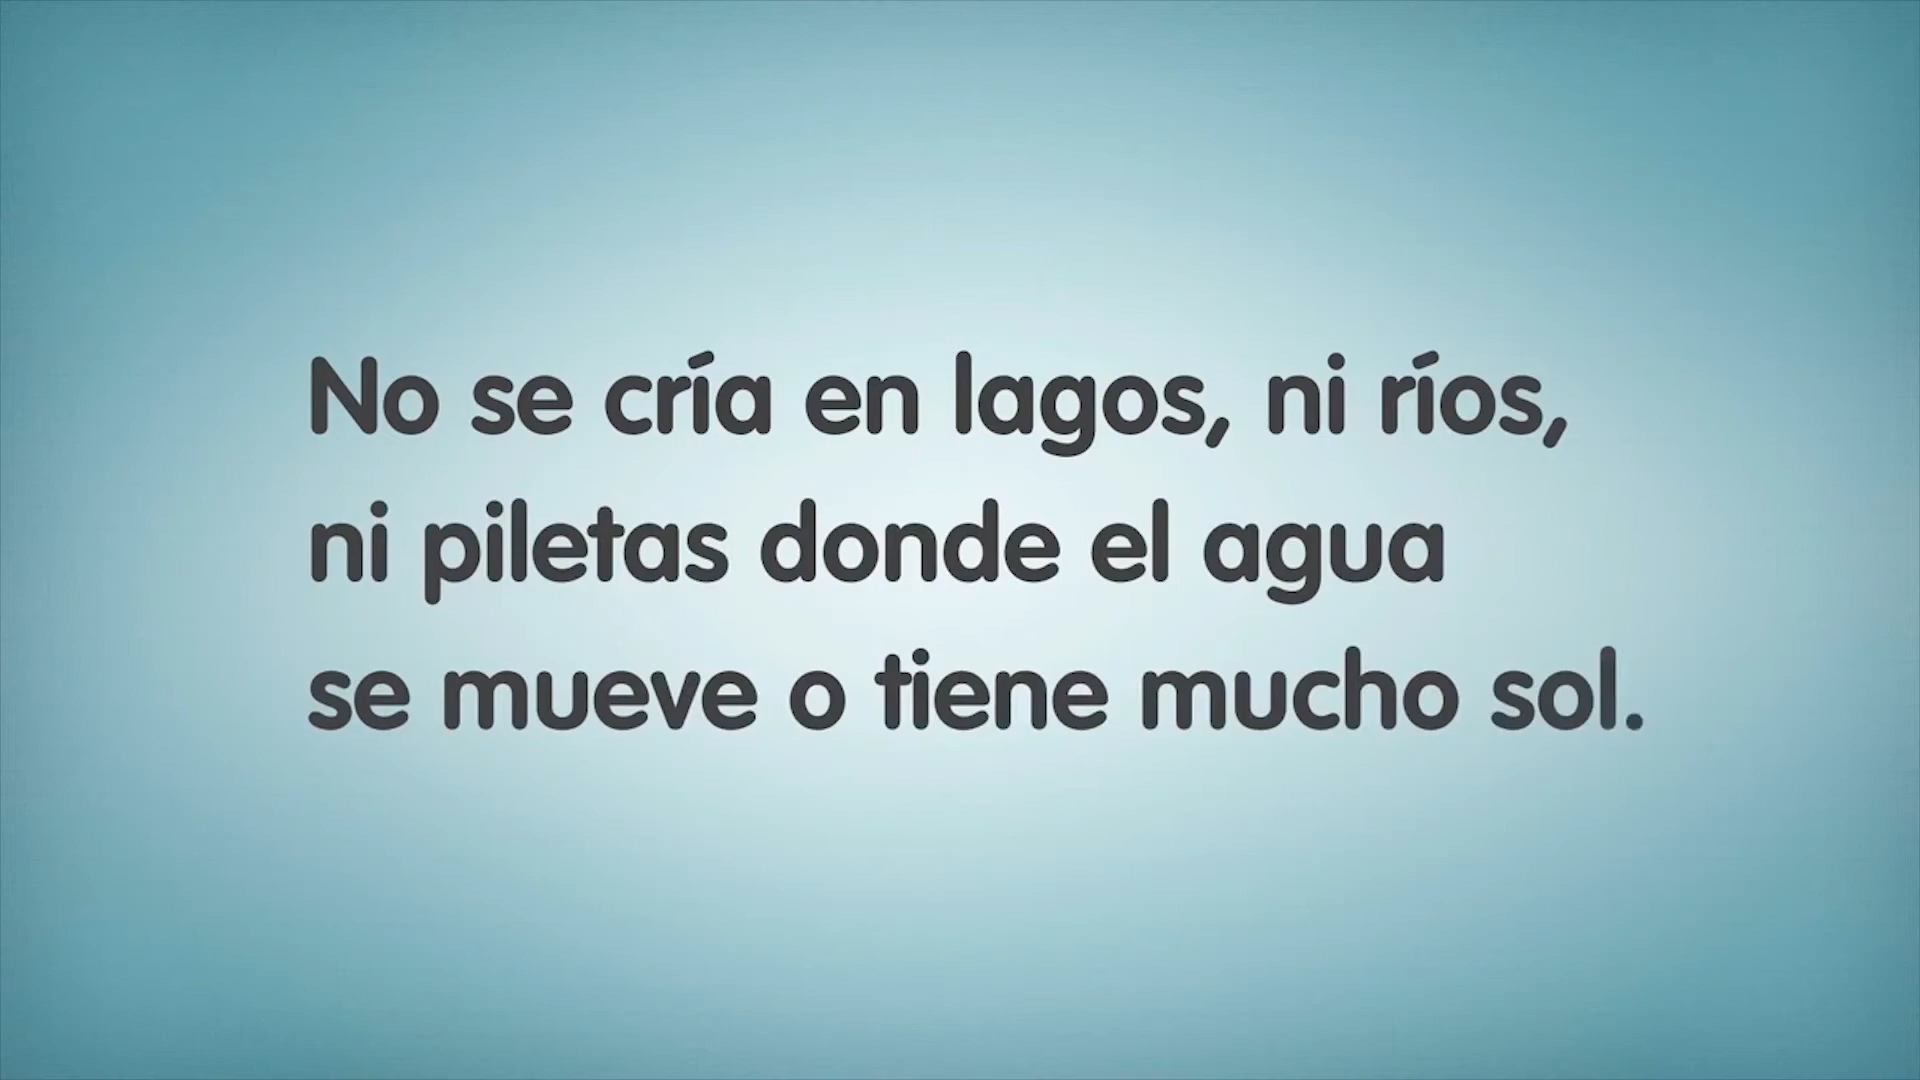 No se cría en lagos, ni ríos,
ni piletas donde el agua
se mueve o tiene mucho sol.